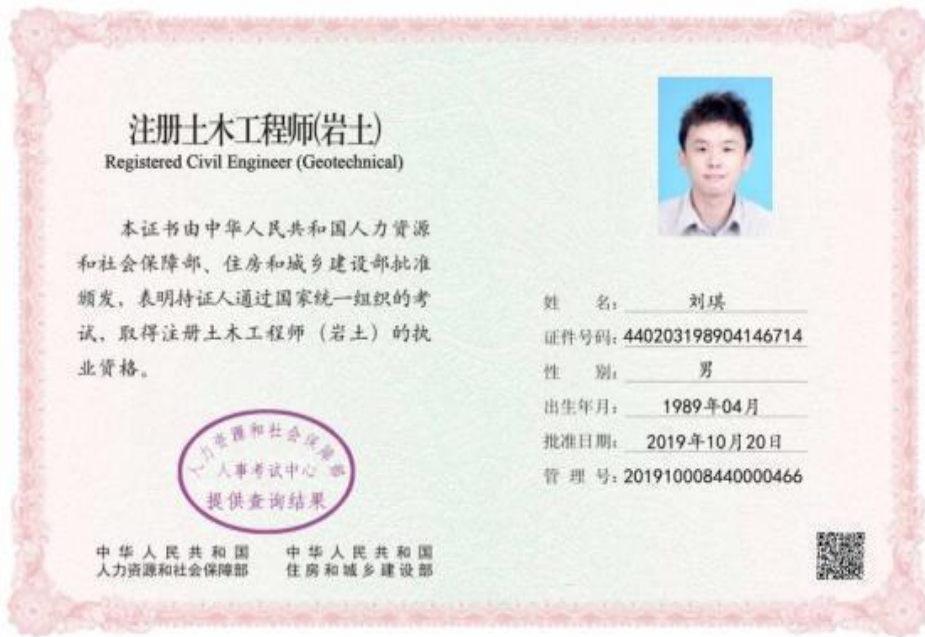 注册土木工程师(岩土)
Registered Civil Engineer (Geotechnical)
本证书由中华人民共和国人力资源
和社会保障部、住房和城乡建设部批准
颁发，表明持证人通过国家统一组织的考
试，取得注册土木工程师（岩土）的执
业资格。
人力资源和社会保障部
人事考试中心
提供查询结果
中华人民共和国
人力资源和社会保障部
中华人民共和国
住房和城乡建设部
姓 名： 刘琪
证件号码：440203198904146714
性 别： 男
出生年月： 1989年04月
批准日期： 2019年10月20日
管 理 号：201910008440000466